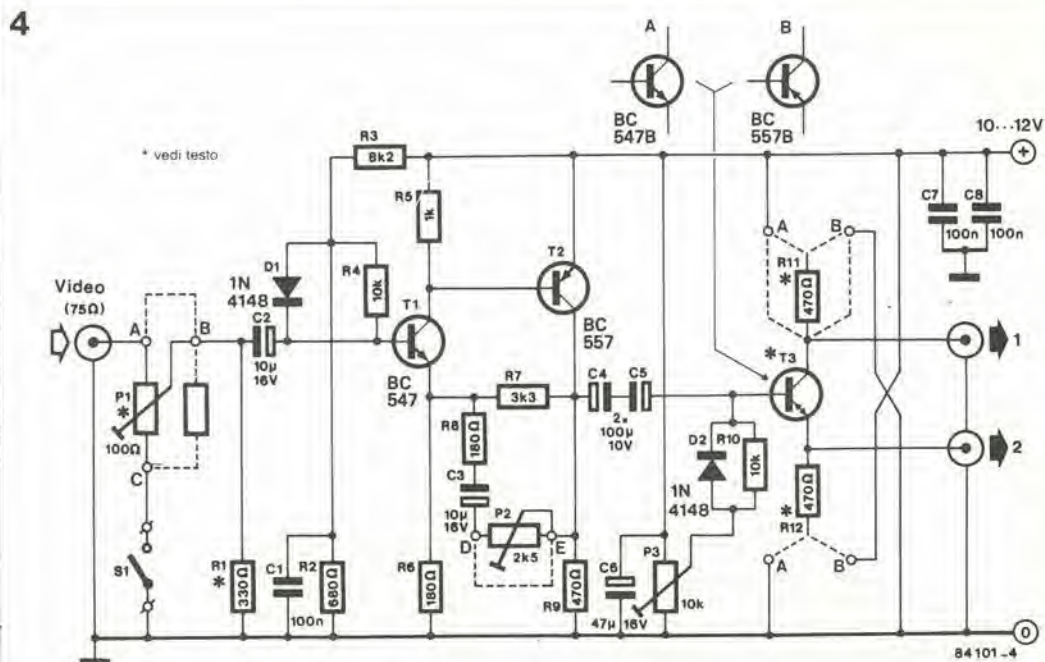 4
A
B
BC
547B
BC
557B
10...12V
+
* vedi testo
R3
8k2
R5
1k
C7
100n
C8
100n
A
B
R11
*
470Ω
T2
BC
557
D1
1N
4148
R4
10k
T1
BC
547
Video
(75Ω)
A
B
C2
10µ
16V
P1
*
100Ω
C
S1
R7
3k3
C4
C5
2x
100µ
10V
* T3
1
2
R8
180Ω
C3
10µ
16V
P2
2k5
D
E
D2
R10
10k
1N
4148
470Ω
*
R12
A
B
R1
*
330Ω
C1
100n
R2
680Ω
R6
180Ω
R9
470Ω
C6
47µ 16V
P3
10k
0
84101-4